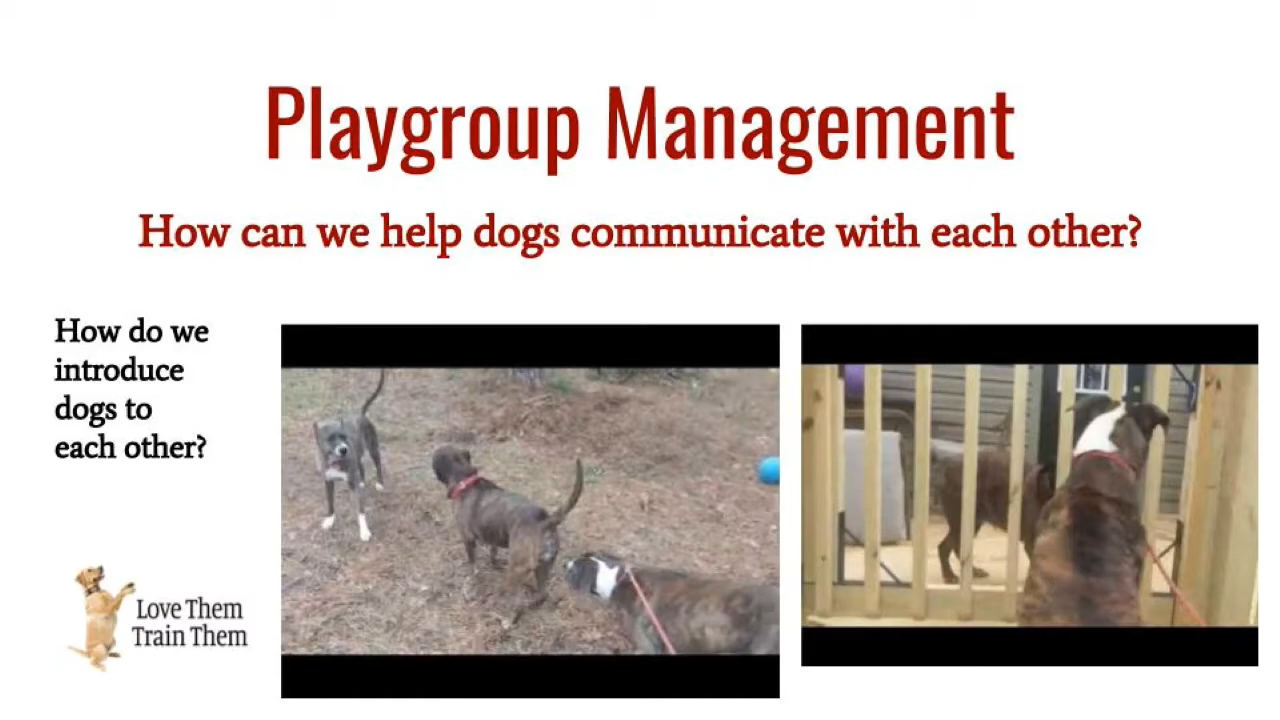 Playgroup Management
How can we help dogs communicate with each other?
How do we
introduce
dogs to
each other?
Love Them
Train Them